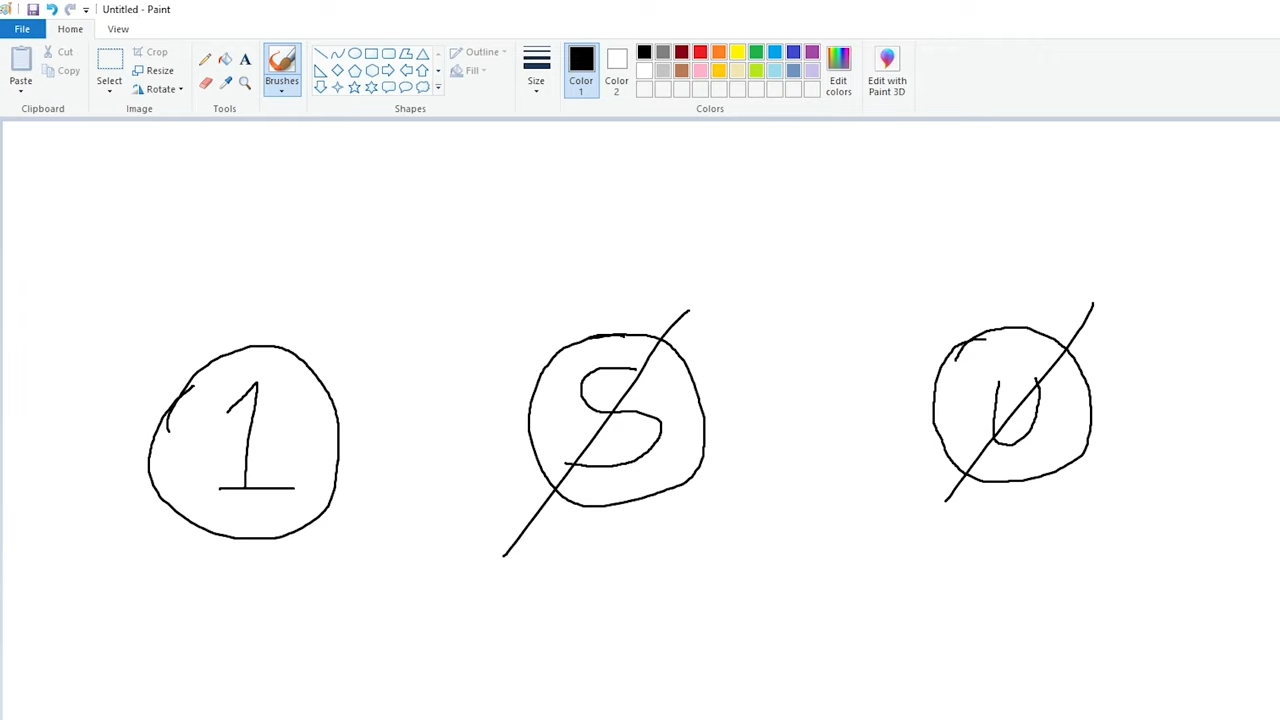 Untitled - Paint
File Home View
Paste Cut Copy Select Crop Resize Rotate A Brushes Outline Fill Size Color 1 Color 2 Edit colors Edit with Paint 3D
Clipboard Image Tools Shapes Colors
1 S U